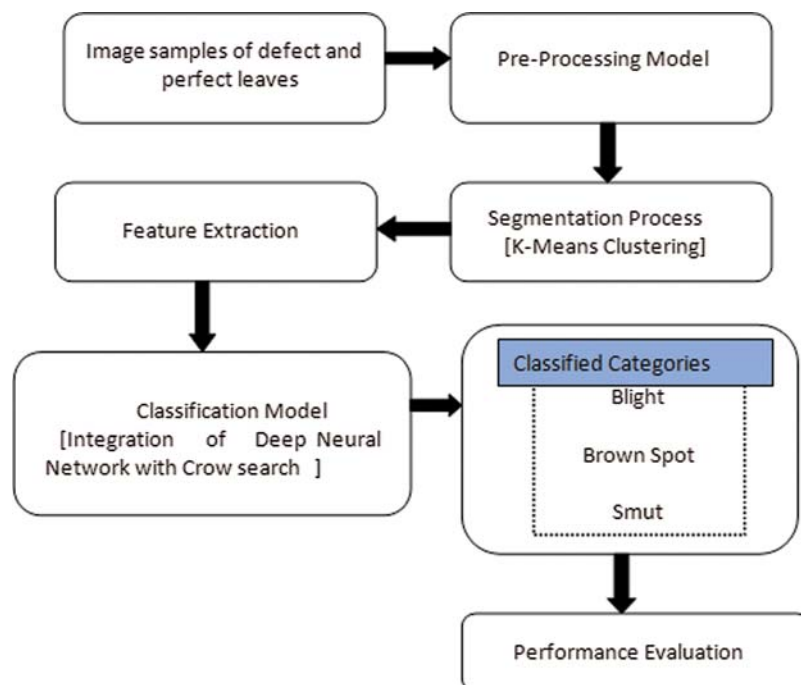 Image samples of defect and
perfect leaves
Pre-Processing Model
Segmentation Process
[K-Means Clustering]
Feature Extraction
Classification Model
[Integration of Deep Neural
Network with Crow search ]
Classified Categories
Blight
Brown Spot
Smut
Performance Evaluation